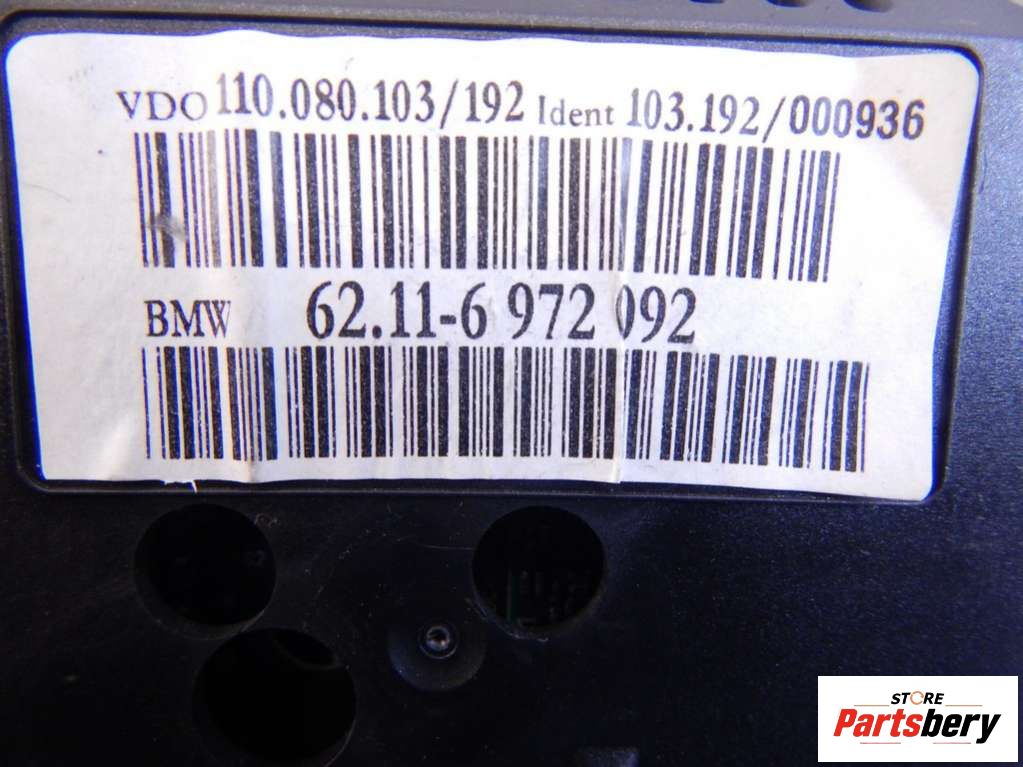 VDO 110.080.103/192 Ident 103.192/000936
BMW 62.11-6 972 092
STORE
Partsbery